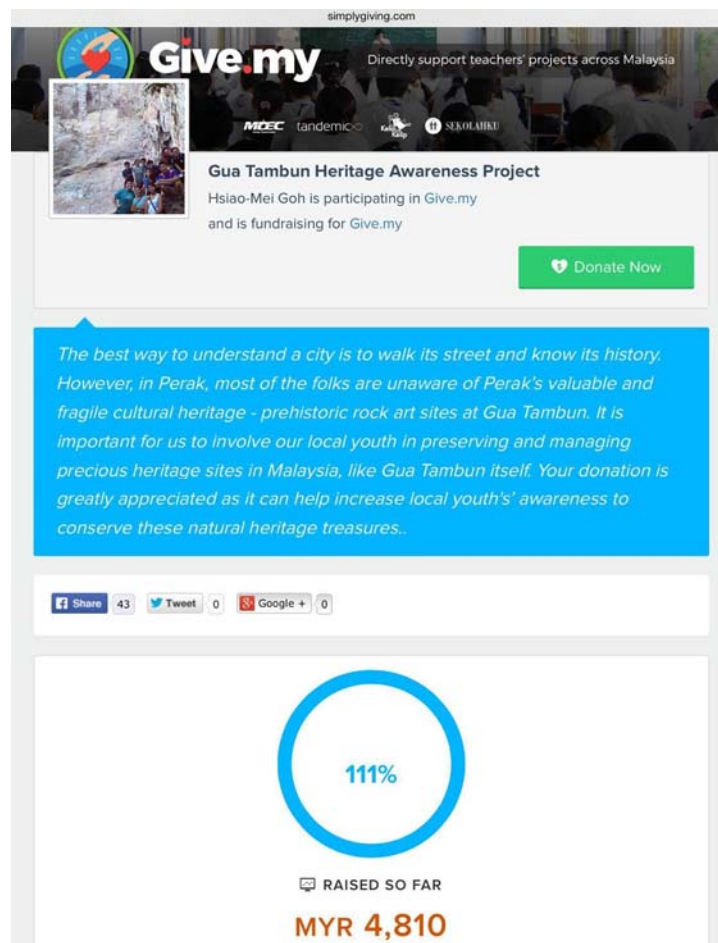 simplygiving.com
Give.my
Directly support teachers' projects across Malaysia
MDEC tandemic Kelip Kelip SEKOLAHKU
Gua Tambun Heritage Awareness Project
Hsiao-Mei Goh is participating in Give.my
and is fundraising for Give.my
Donate Now
The best way to understand a city is to walk its street and know its history.
However, in Perak, most of the folks are unaware of Perak's valuable and
fragile cultural heritage - prehistoric rock art sites at Gua Tambun. It is
important for us to involve our local youth in preserving and managing
precious heritage sites in Malaysia, like Gua Tambun itself. Your donation is
greatly appreciated as it can help increase local youth's' awareness to
conserve these natural heritage treasures..
Share 43 Tweet 0 Google + 0
111%
RAISED SO FAR
MYR 4,810